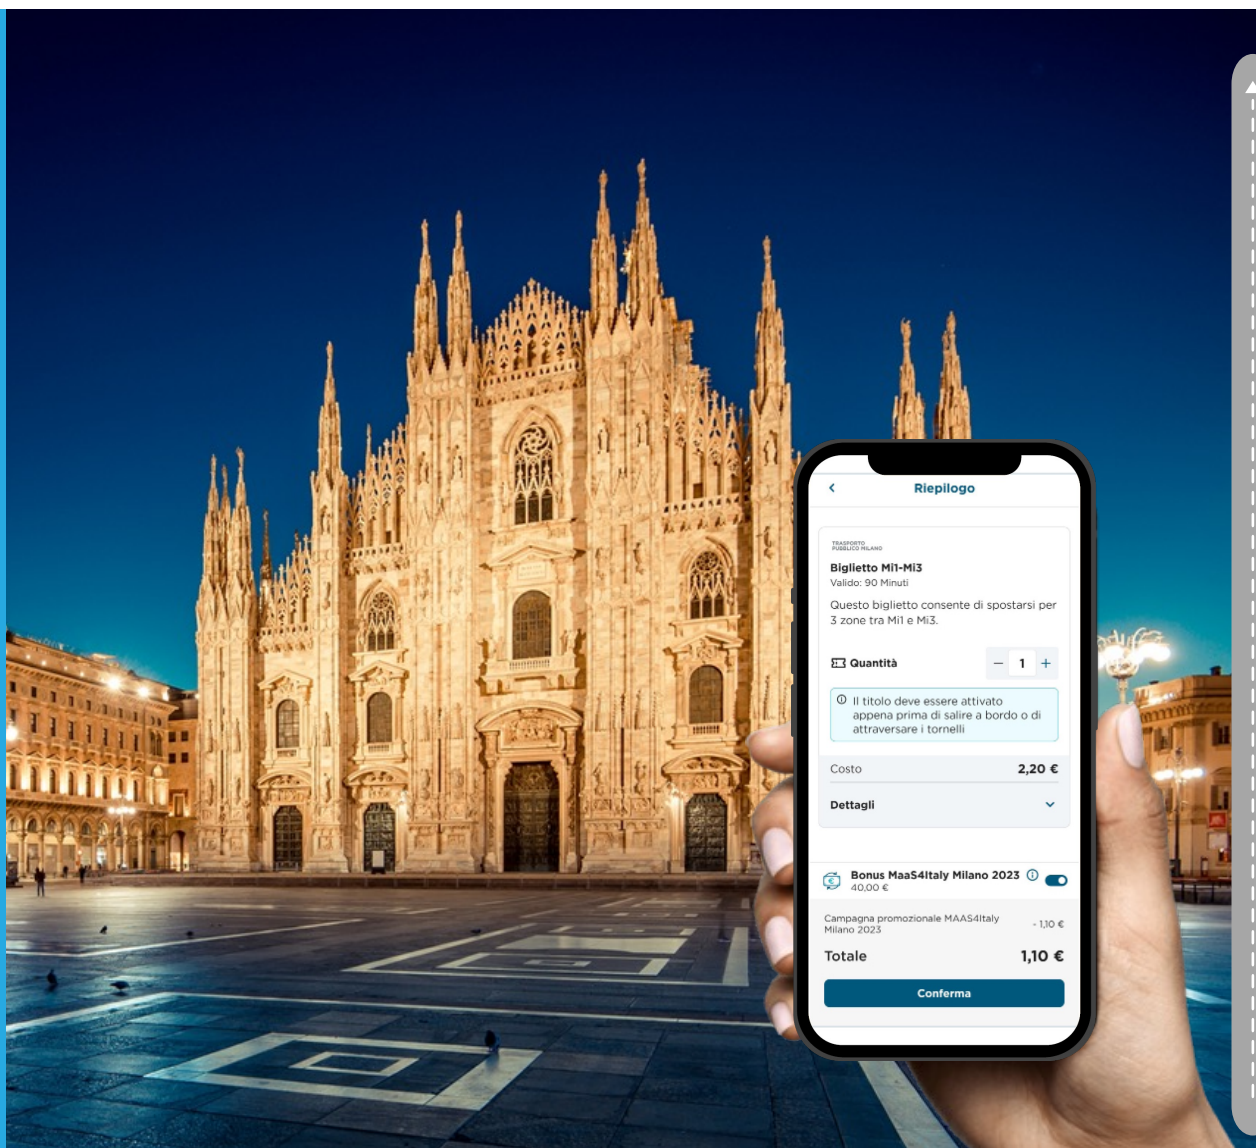 Riepilogo
TRASPORTO
PUBBLICO MILANO
Biglietto Mi1-Mi3
Valido: 90 Minuti
Questo biglietto consente di spostarsi per
3 zone tra Mi1 e Mi3.
Quantità
1
Il titolo deve essere attivato
appena prima di salire a bordo o di
attraversare i tornelli
Costo 2,20 €
Dettagli
Bonus MaaS4Italy Milano 2023
40,00 €
Campagna promozionale MAAS4Italy
Milano 2023
- 1,10 €
Totale 1,10 €
Conferma